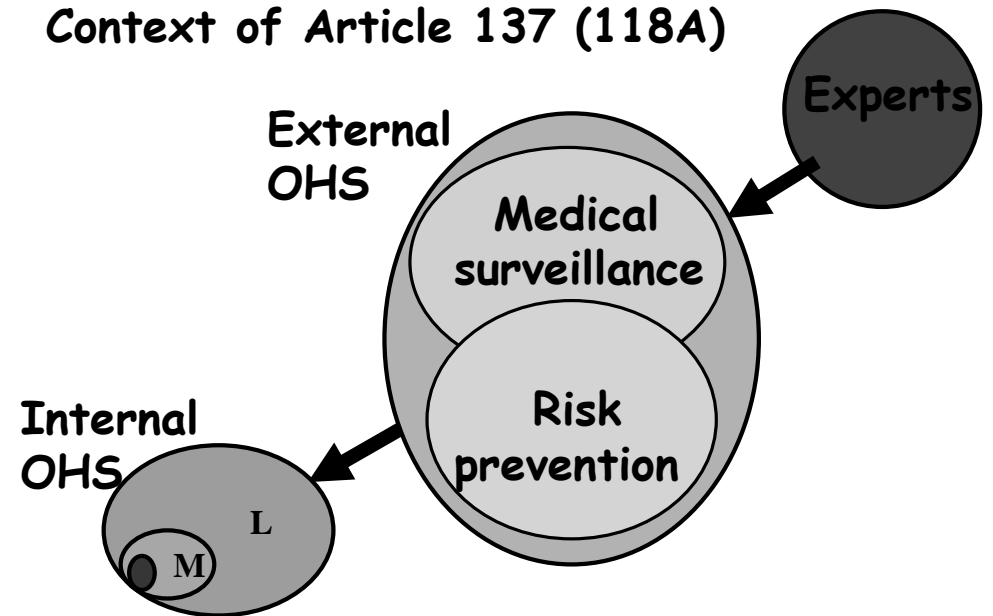 Context of Article 137 (118A)
Experts
External
OHS
Medical
surveillance
Risk
prevention
Internal
OHS
L
M